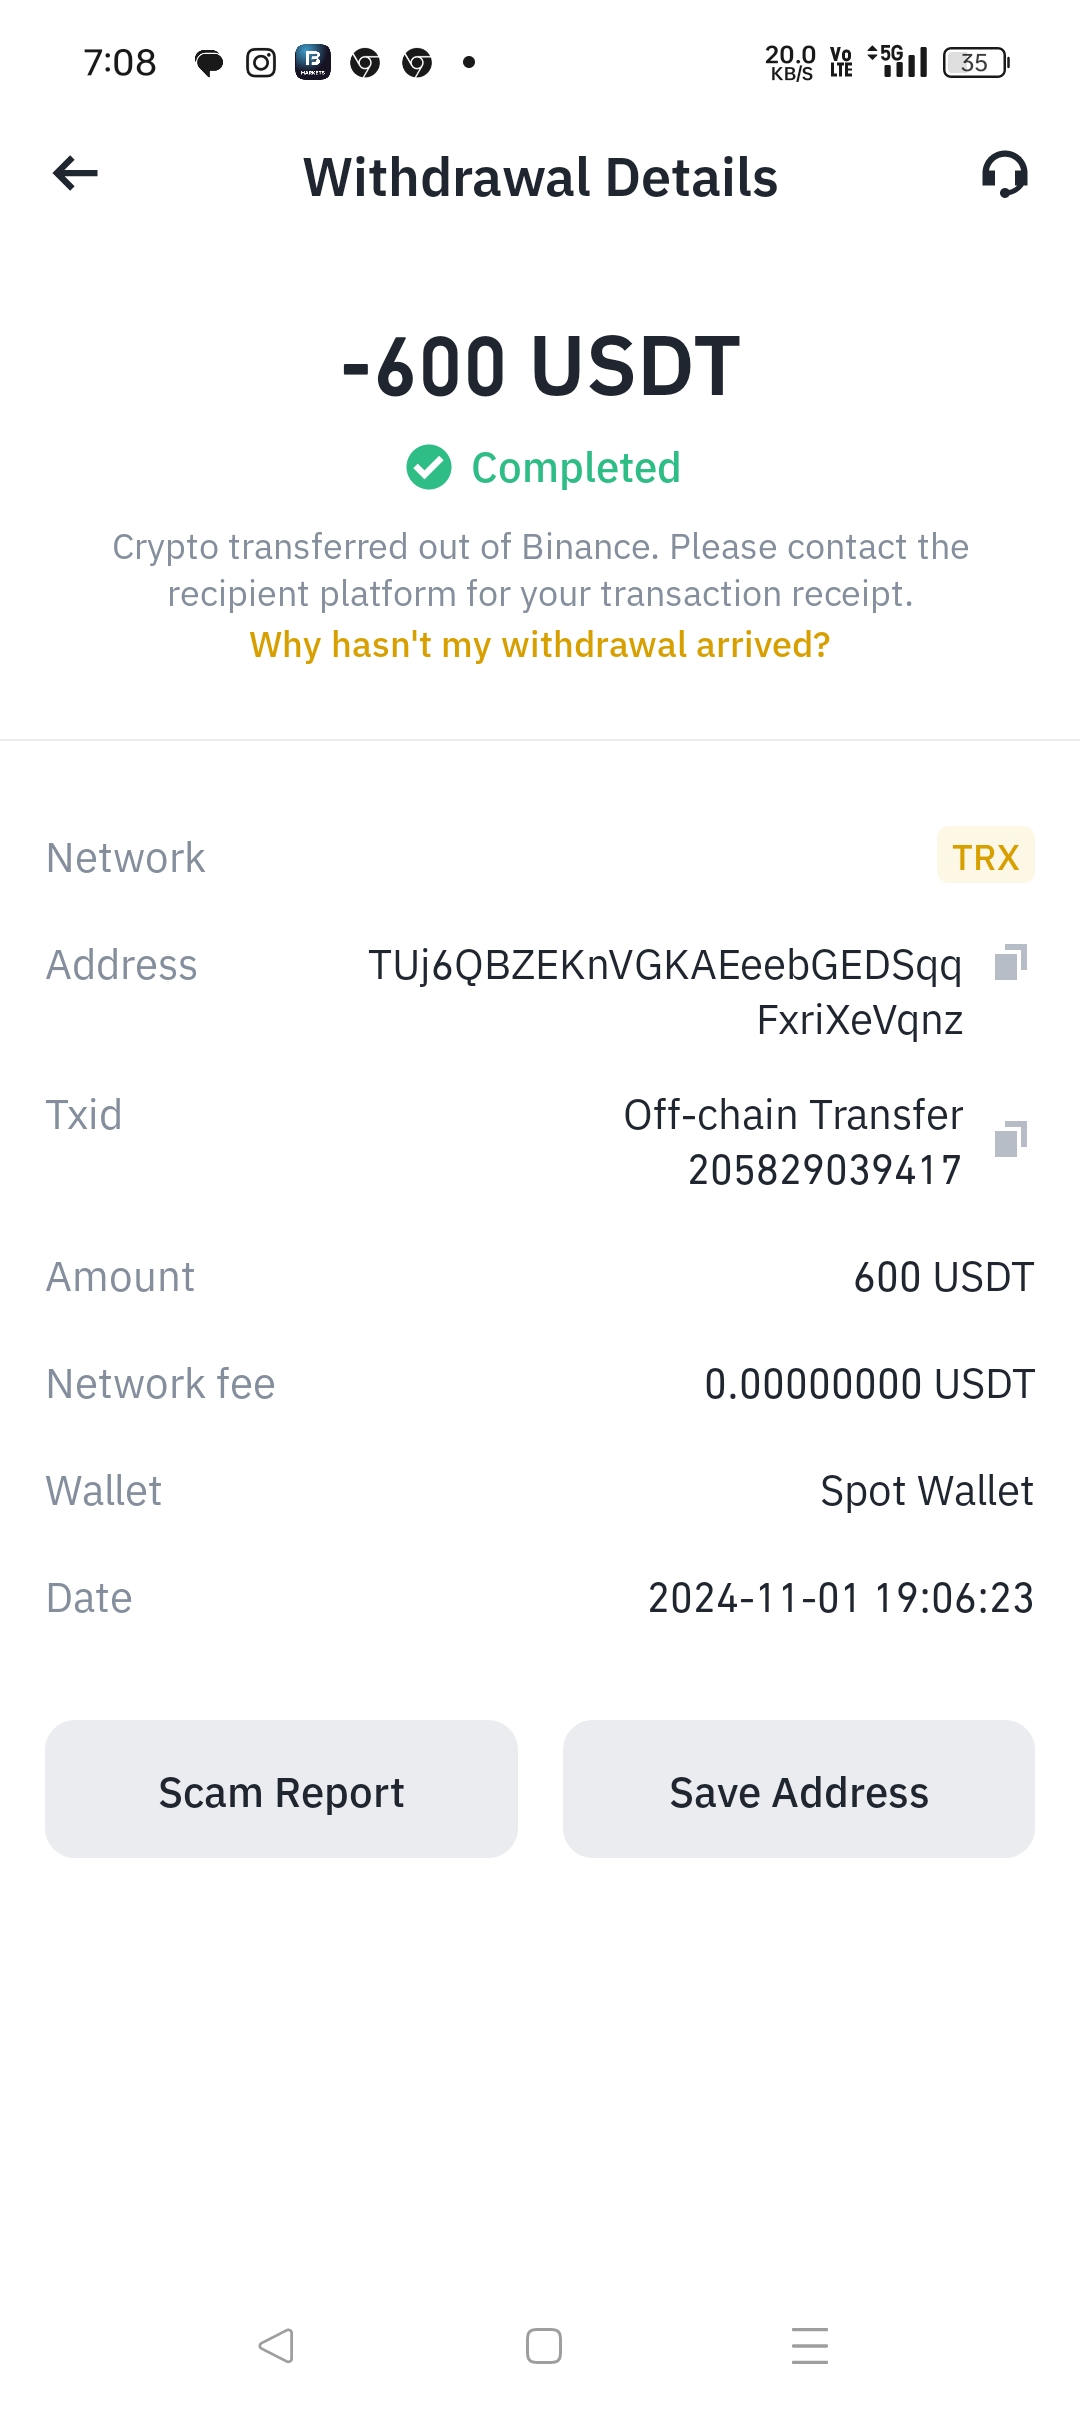 7:08
B
MARKETS
20.0
KB/S
Vo
LTE
5G
35
Withdrawal Details
-600 USDT
Completed
Crypto transferred out of Binance. Please contact the
recipient platform for your transaction receipt.
Why hasn't my withdrawal arrived?
Network
TRX
Address
TUj6QBZEKnVGKAEeebGEDSqq
FxriXeVqnz
Txid
Off-chain Transfer
205829039417
Amount
600 USDT
Network fee
0.00000000 USDT
Wallet
Spot Wallet
Date
2024-11-01 19:06:23
Scam Report
Save Address